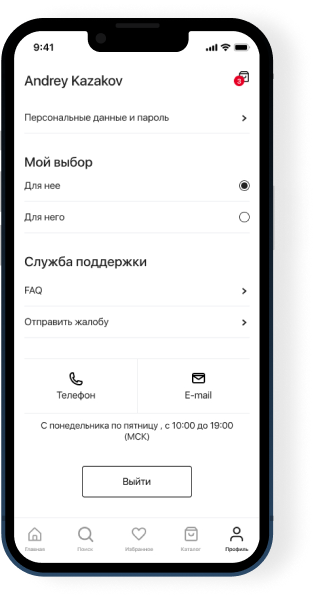 9:41
Andrey Kazakov
3
Персональные данные и пароль
Мой выбор
Для нее
Для него
Служба поддержки
FAQ
Отправить жалобу
Телефон
E-mail
С понедельника по пятницу , с 10:00 до 19:00
(МСК)
Выйти
Главная
Поиск
Избранное
Каталог
Профиль